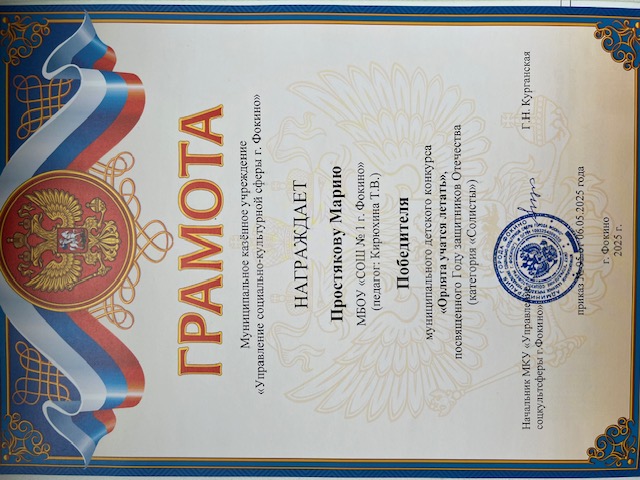 ГРАМОТА
Муниципальное казённое учреждение
«Управление социально-культурной сферы г. Фокино»
НАГРАЖДАЕТ
Простякову Марию
МБОУ «СОШ № 1 г. Фокино»
(педагог: Кирюхина Т.В.)
Победителя
муниципального детского конкурса
«Орлята учатся летать»,
посвященного Году защитников Отечества
(категория «Солисты»)
Начальник МКУ «Управление
соцкультсферы г.Фокино» Г.Н. Курганская
приказ 06.05.2025 года
г. Фокино
2025 г.